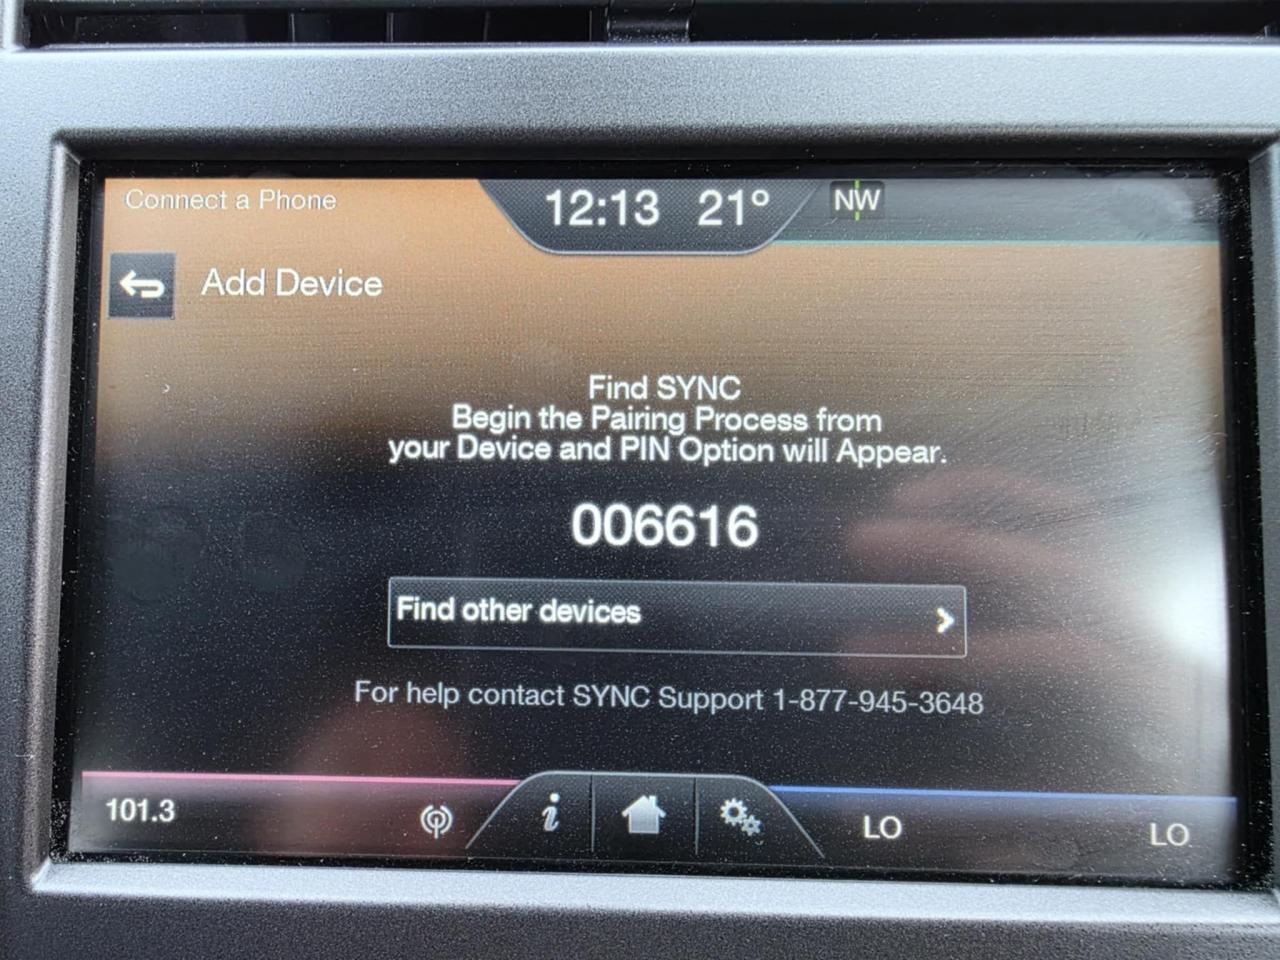 Connect a Phone
12:13 21° NW
Add Device
Find SYNC
Begin the Pairing Process from
your Device and PIN Option will Appear.
006616
Find other devices
For help contact SYNC Support 1-877-945-3648
101.3
LO LO